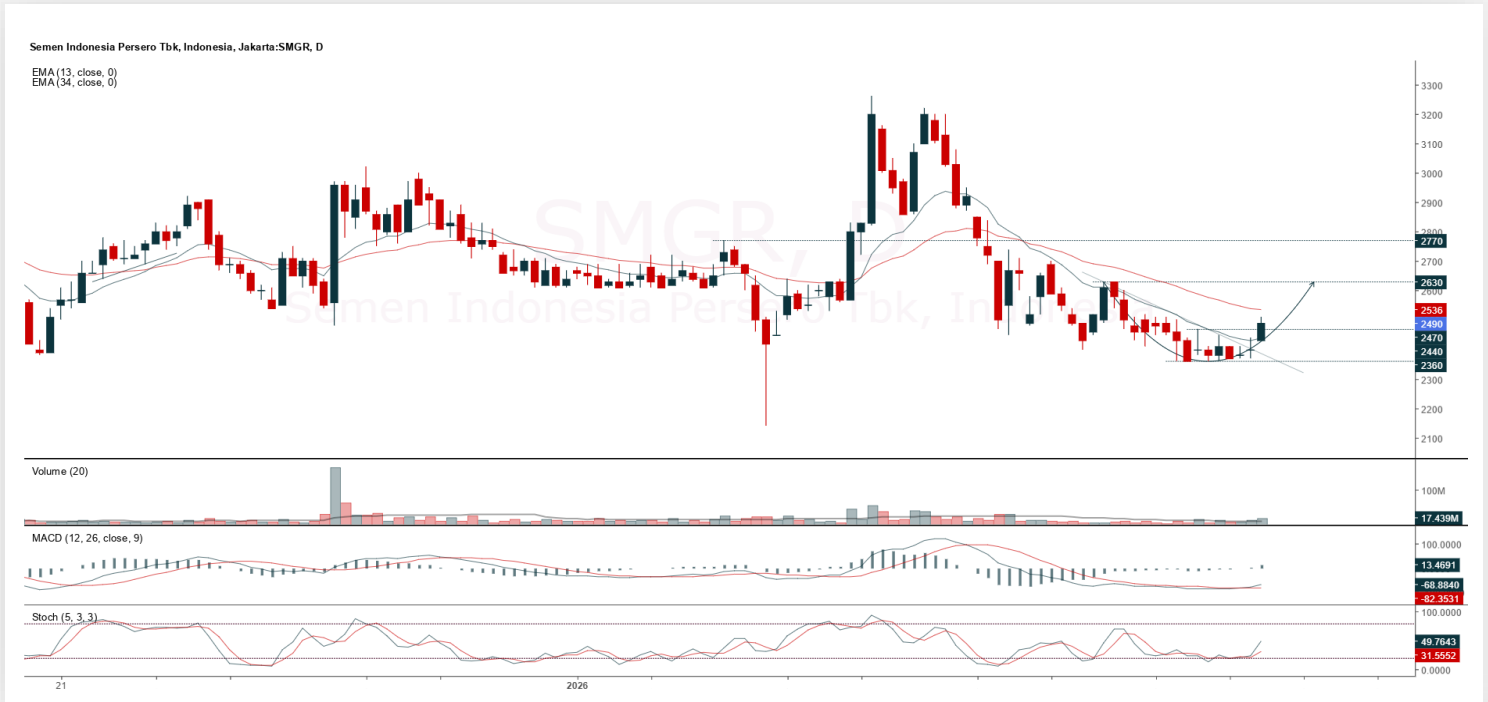 Semen Indonesia Persero Tbk, Indonesia, Jakarta:SMGR, D
EMA (13, close, 0)
EMA (34, close, 0)
SMGR, D
Semen Indonesia Persero Tbk, Indonesia
3300
3200
3100
3000
2900
2800
2770
2700
2630
2600
2536
2490
2470
2440
2360
2300
2200
2100
Volume (20)
100M
17.439M
MACD (12, 26, close, 9)
100.0000
13.4691
-68.8840
-82.3531
Stoch (5, 3, 3)
100.0000
49.7643
31.5552
0.0000
21
2026